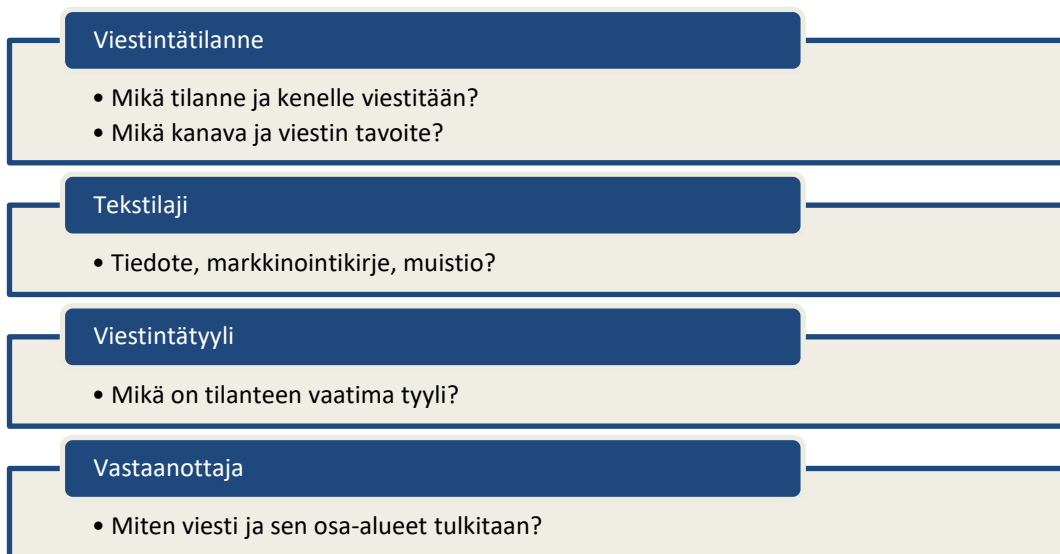 Viestintätilanne
• Mikä tilanne ja kenelle viestitään?
• Mikä kanava ja viestin tavoite?
Tekstilaji
• Tiedote, markkinointikirje, muistio?
Viestintätyyli
• Mikä on tilanteen vaatima tyyli?
Vastaanottaja
• Miten viesti ja sen osa-alueet tulkitaan?